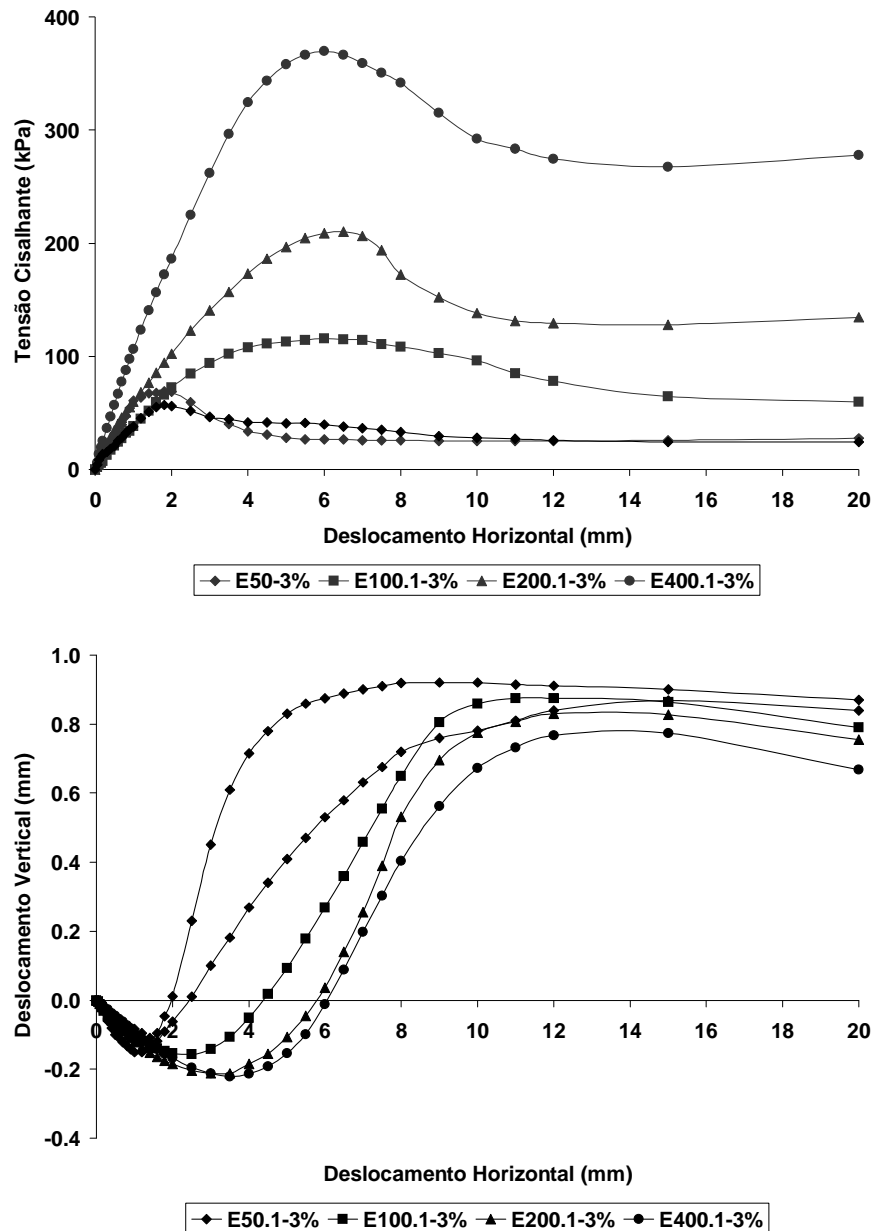 400
300
200
100
0
Tensão Cisalhante (kPa)
0 2 4 6 8 10 12 14 16 18 20
Deslocamento Horizontal (mm)
E50-3% E100.1-3% E200.1-3% E400.1-3%
1.0
0.8
0.6
0.4
0.2
0.0
-0.2
-0.4
Deslocamento Vertical (mm)
0 2 4 6 8 10 12 14 16 18 20
Deslocamento Horizontal (mm)
E50.1-3% E100.1-3% E200.1-3% E400.1-3%